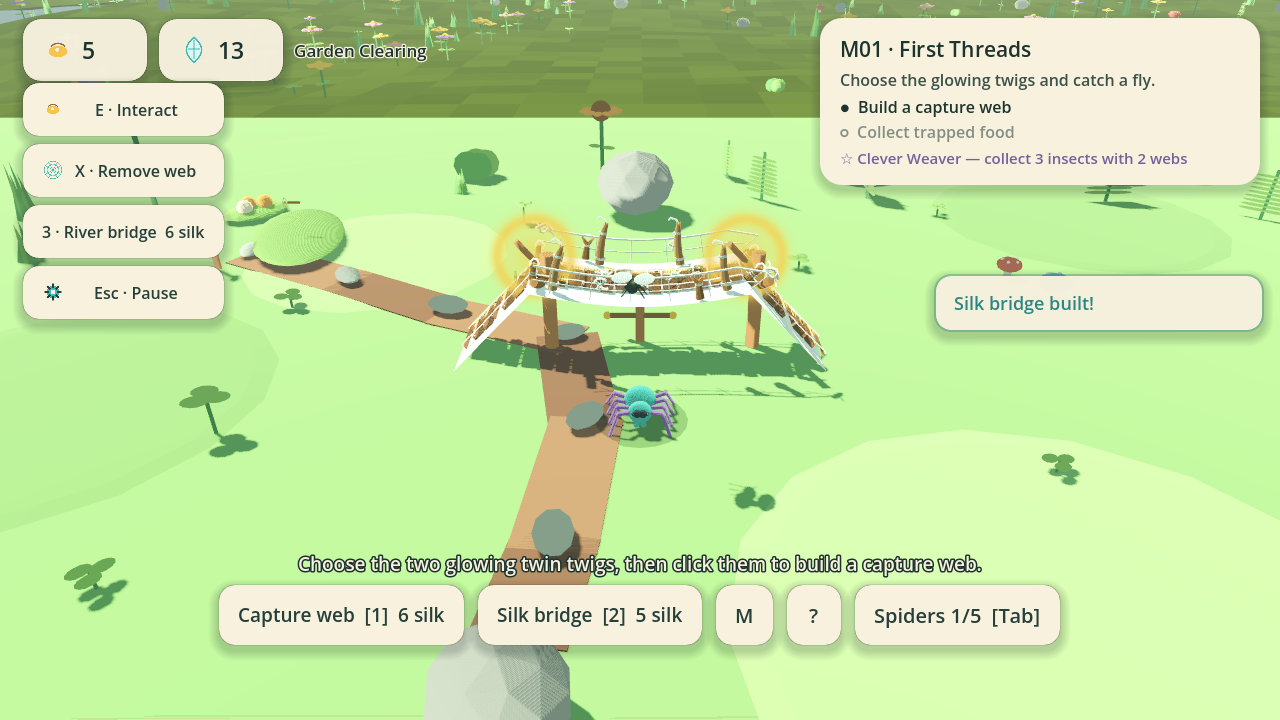 5
13
Garden Clearing
E · Interact
X · Remove web
3 · River bridge 6 silk
Esc · Pause
M01 · First Threads
Choose the glowing twigs and catch a fly.
Build a capture web
Collect trapped food
☆ Clever Weaver — collect 3 insects with 2 webs
Silk bridge built!
Choose the two glowing twin twigs, then click them to build a capture web.
Capture web [1] 6 silk
Silk bridge [2] 5 silk
M
?
Spiders 1/5 [Tab]